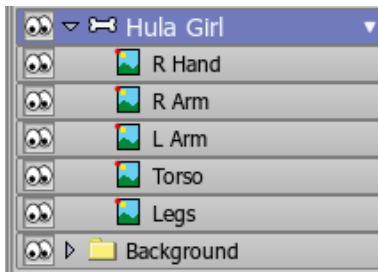 Hula Girl
R Hand
R Arm
L Arm
Torso
Legs
Background